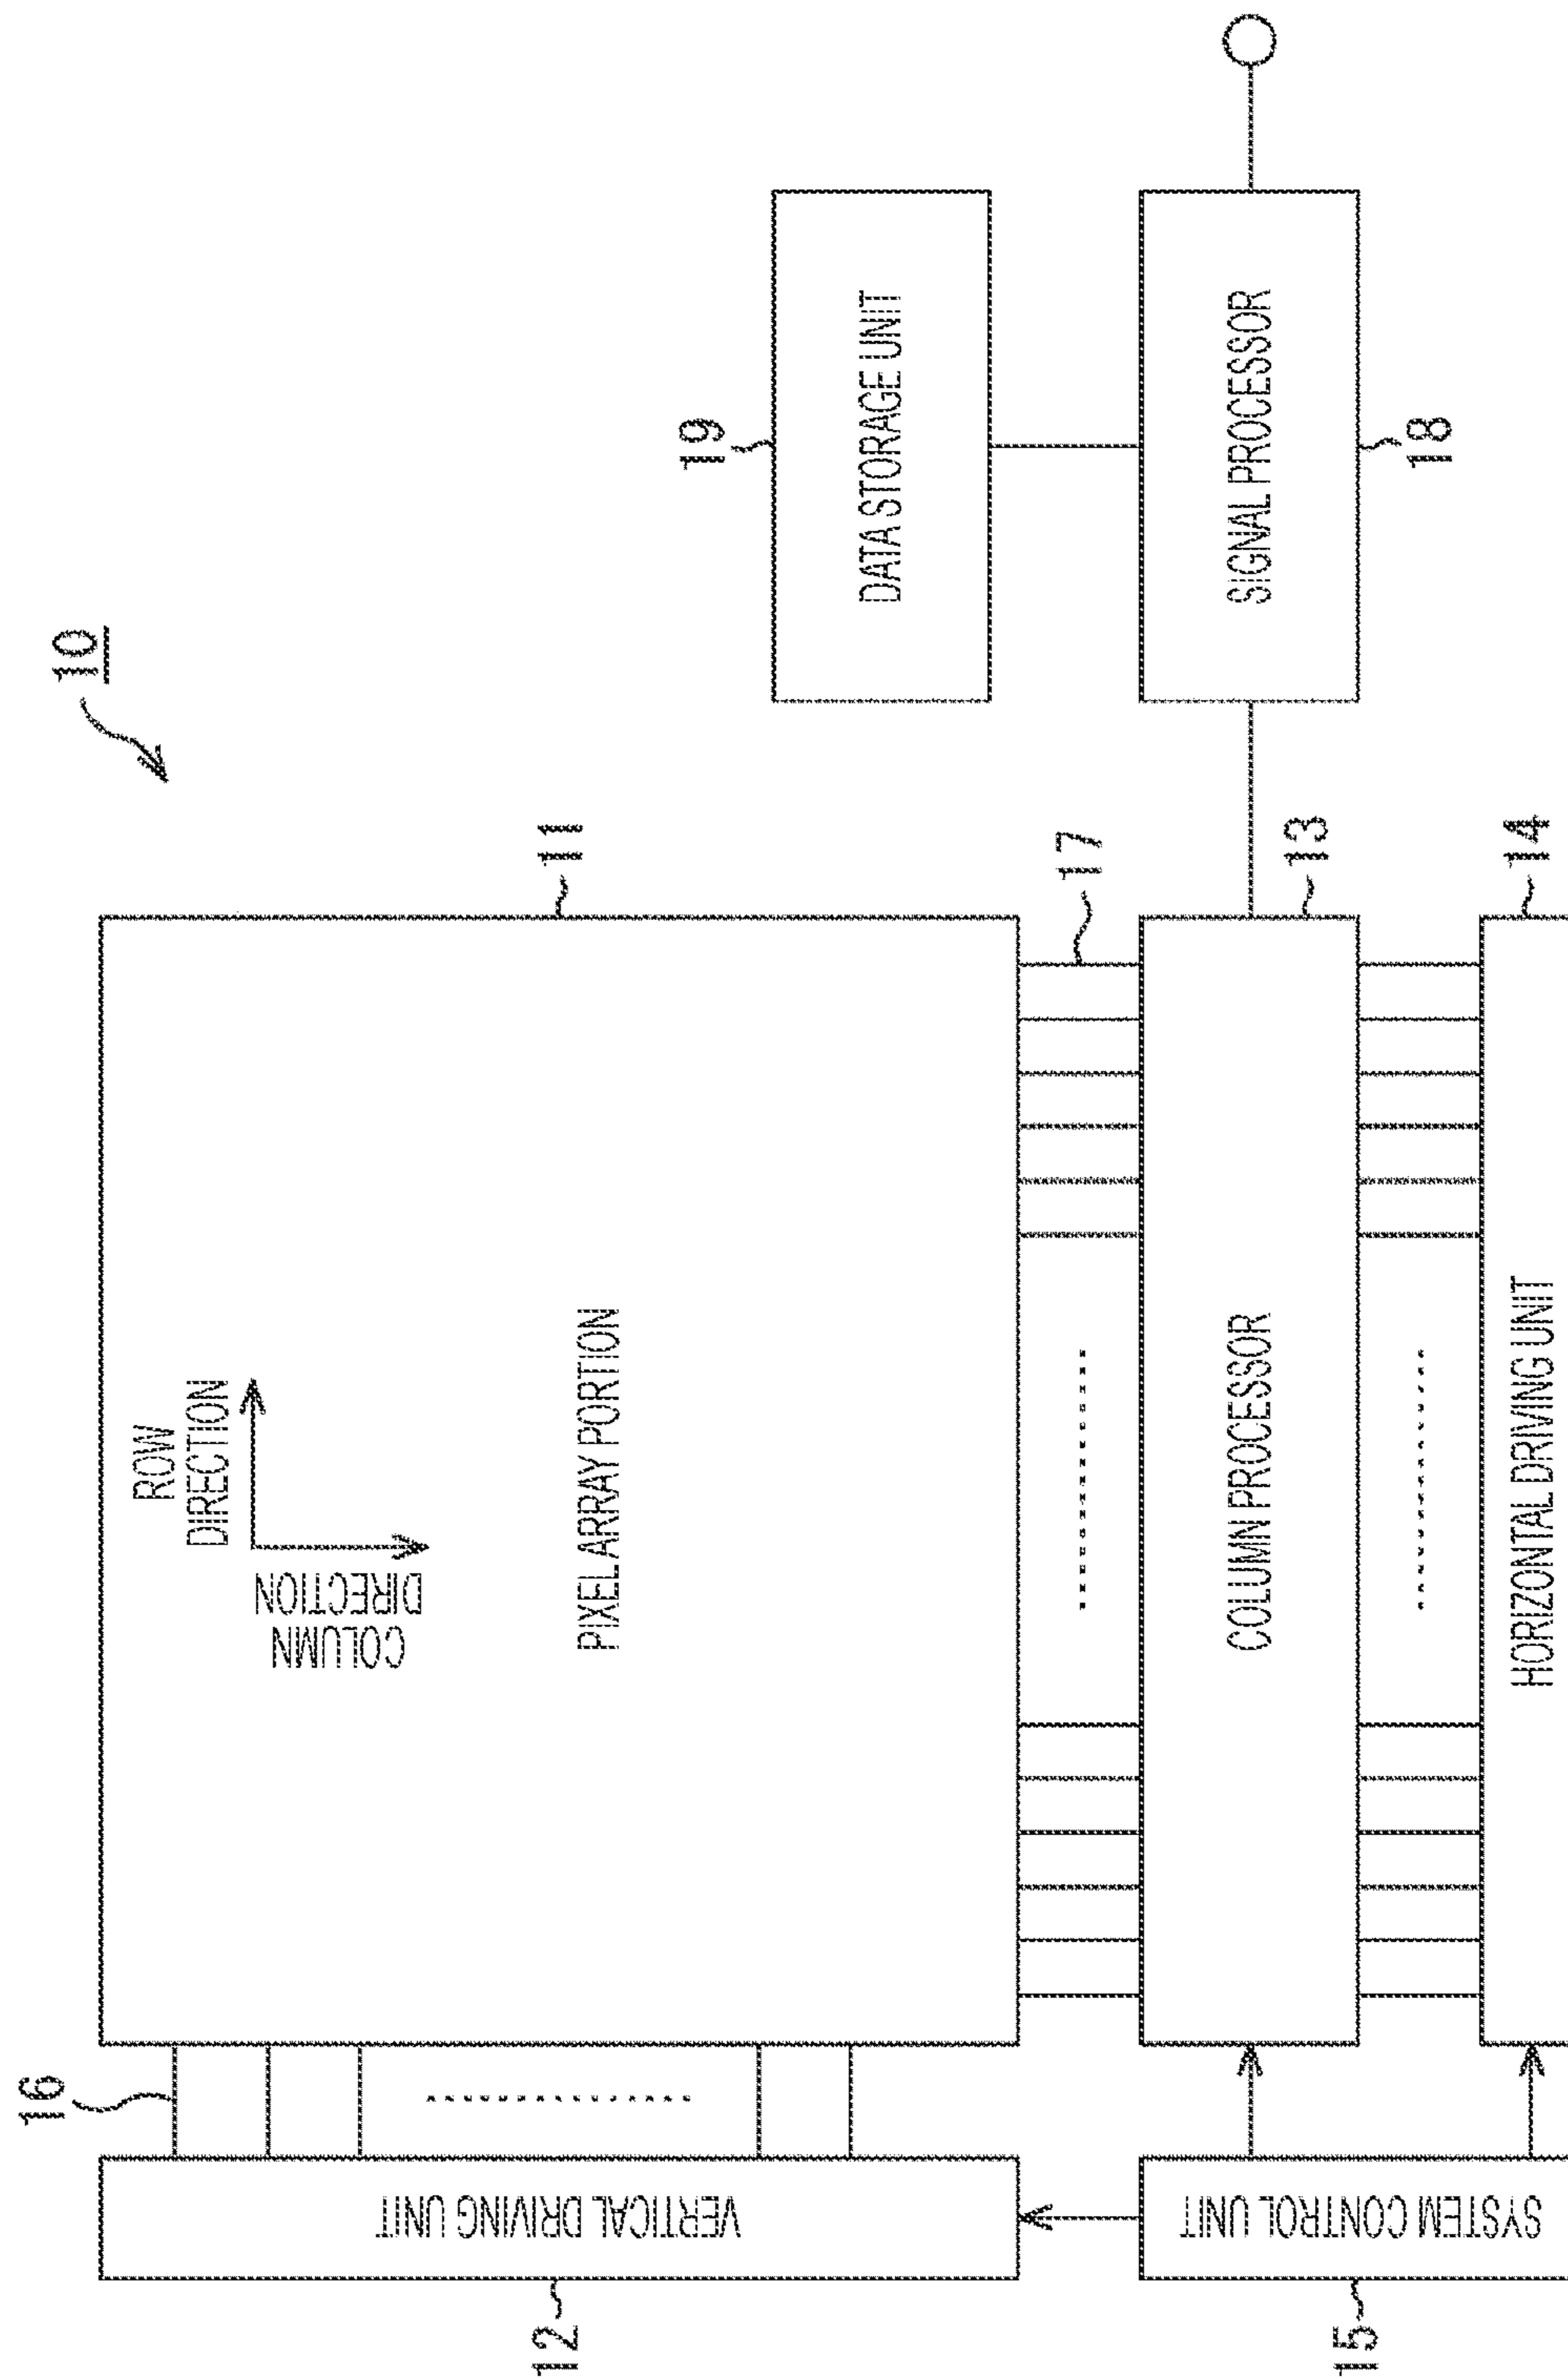 10
16
ROW
DIRECTION
COLUMN
DIRECTION
11
12
VERTICAL DRIVING UNIT
PIXEL ARRAY PORTION
17
19
DATA STORAGE UNIT
15
SYSTEM CONTROL UNIT
COLUMN PROCESSOR
13
SIGNAL PROCESSOR
18
HORIZONTAL DRIVING UNIT
14